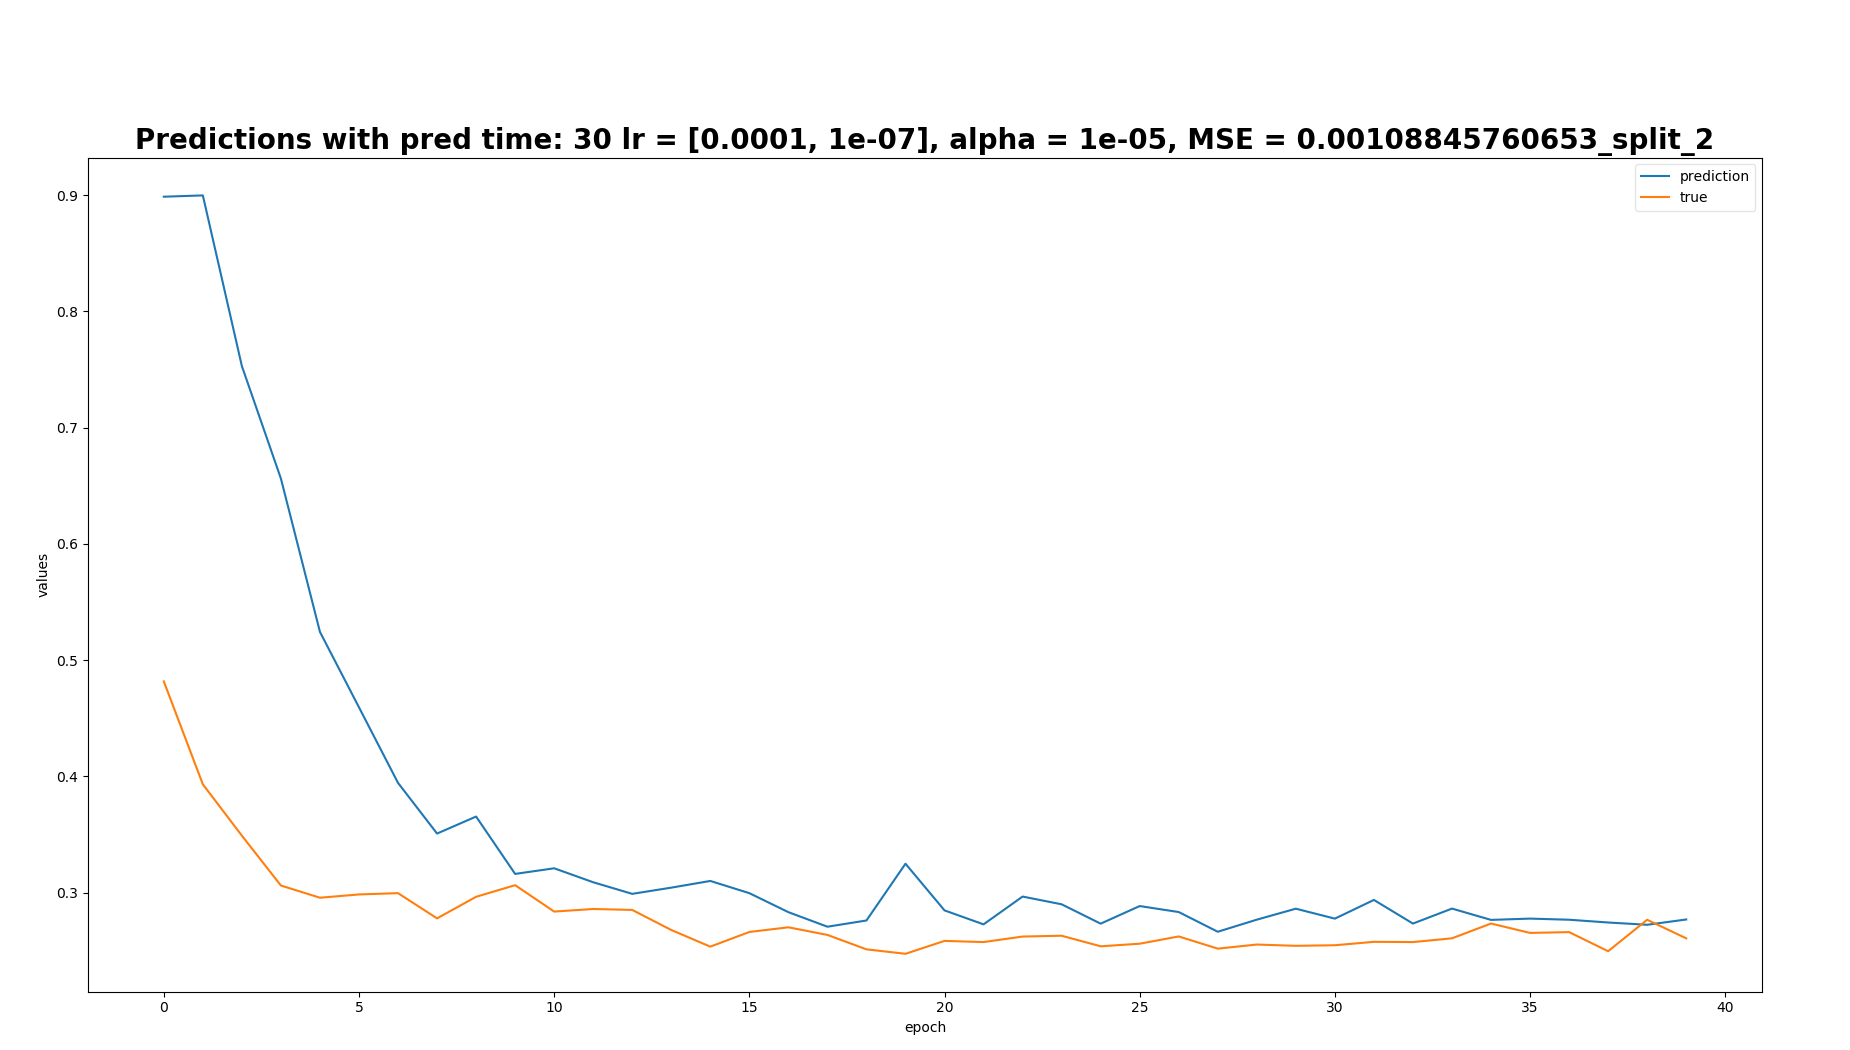 Predictions with pred time: 30 lr = [0.0001, 1e-07], alpha = 1e-05, MSE = 0.00108845760653_split_2
prediction
true
0.9
0.8
0.7
0.6
0.5
0.4
0.3
values
0 5 10 15 20 25 30 35 40
epoch